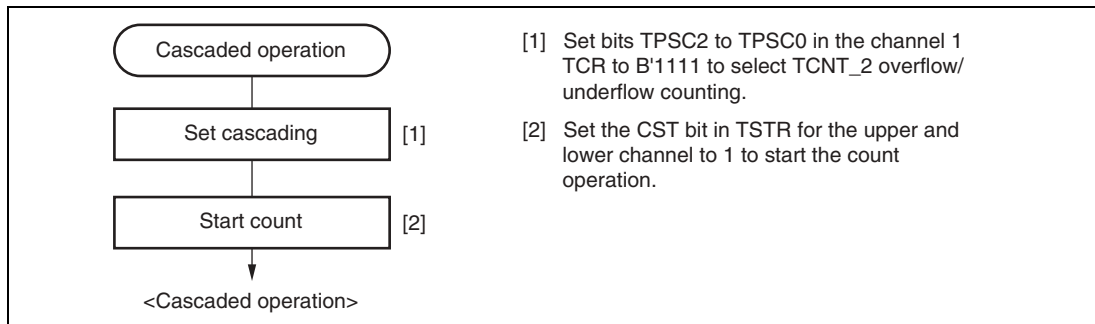 Cascaded operation
Set cascading [1]
Start count [2]
<Cascaded operation>
[1] Set bits TPSC2 to TPSC0 in the channel 1
TCR to B'1111 to select TCNT_2 overflow/
underflow counting.
[2] Set the CST bit in TSTR for the upper and
lower channel to 1 to start the count
operation.